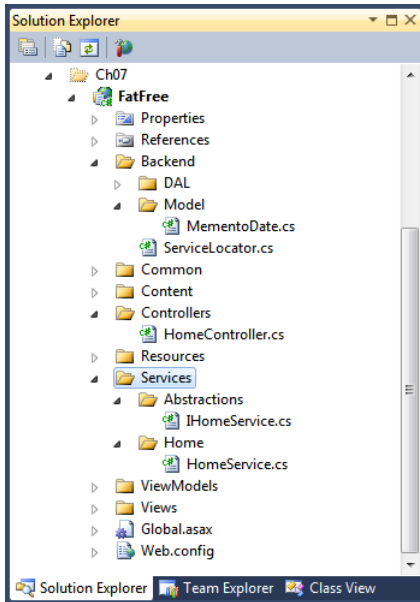 Solution Explorer
Ch07
FatFree
Properties
References
Backend
DAL
Model
MementoDate.cs
ServiceLocator.cs
Common
Content
Controllers
HomeController.cs
Resources
Services
Abstractions
IHomeService.cs
Home
HomeService.cs
ViewModels
Views
Global.asax
Web.config
Solution Explorer Team Explorer Class View